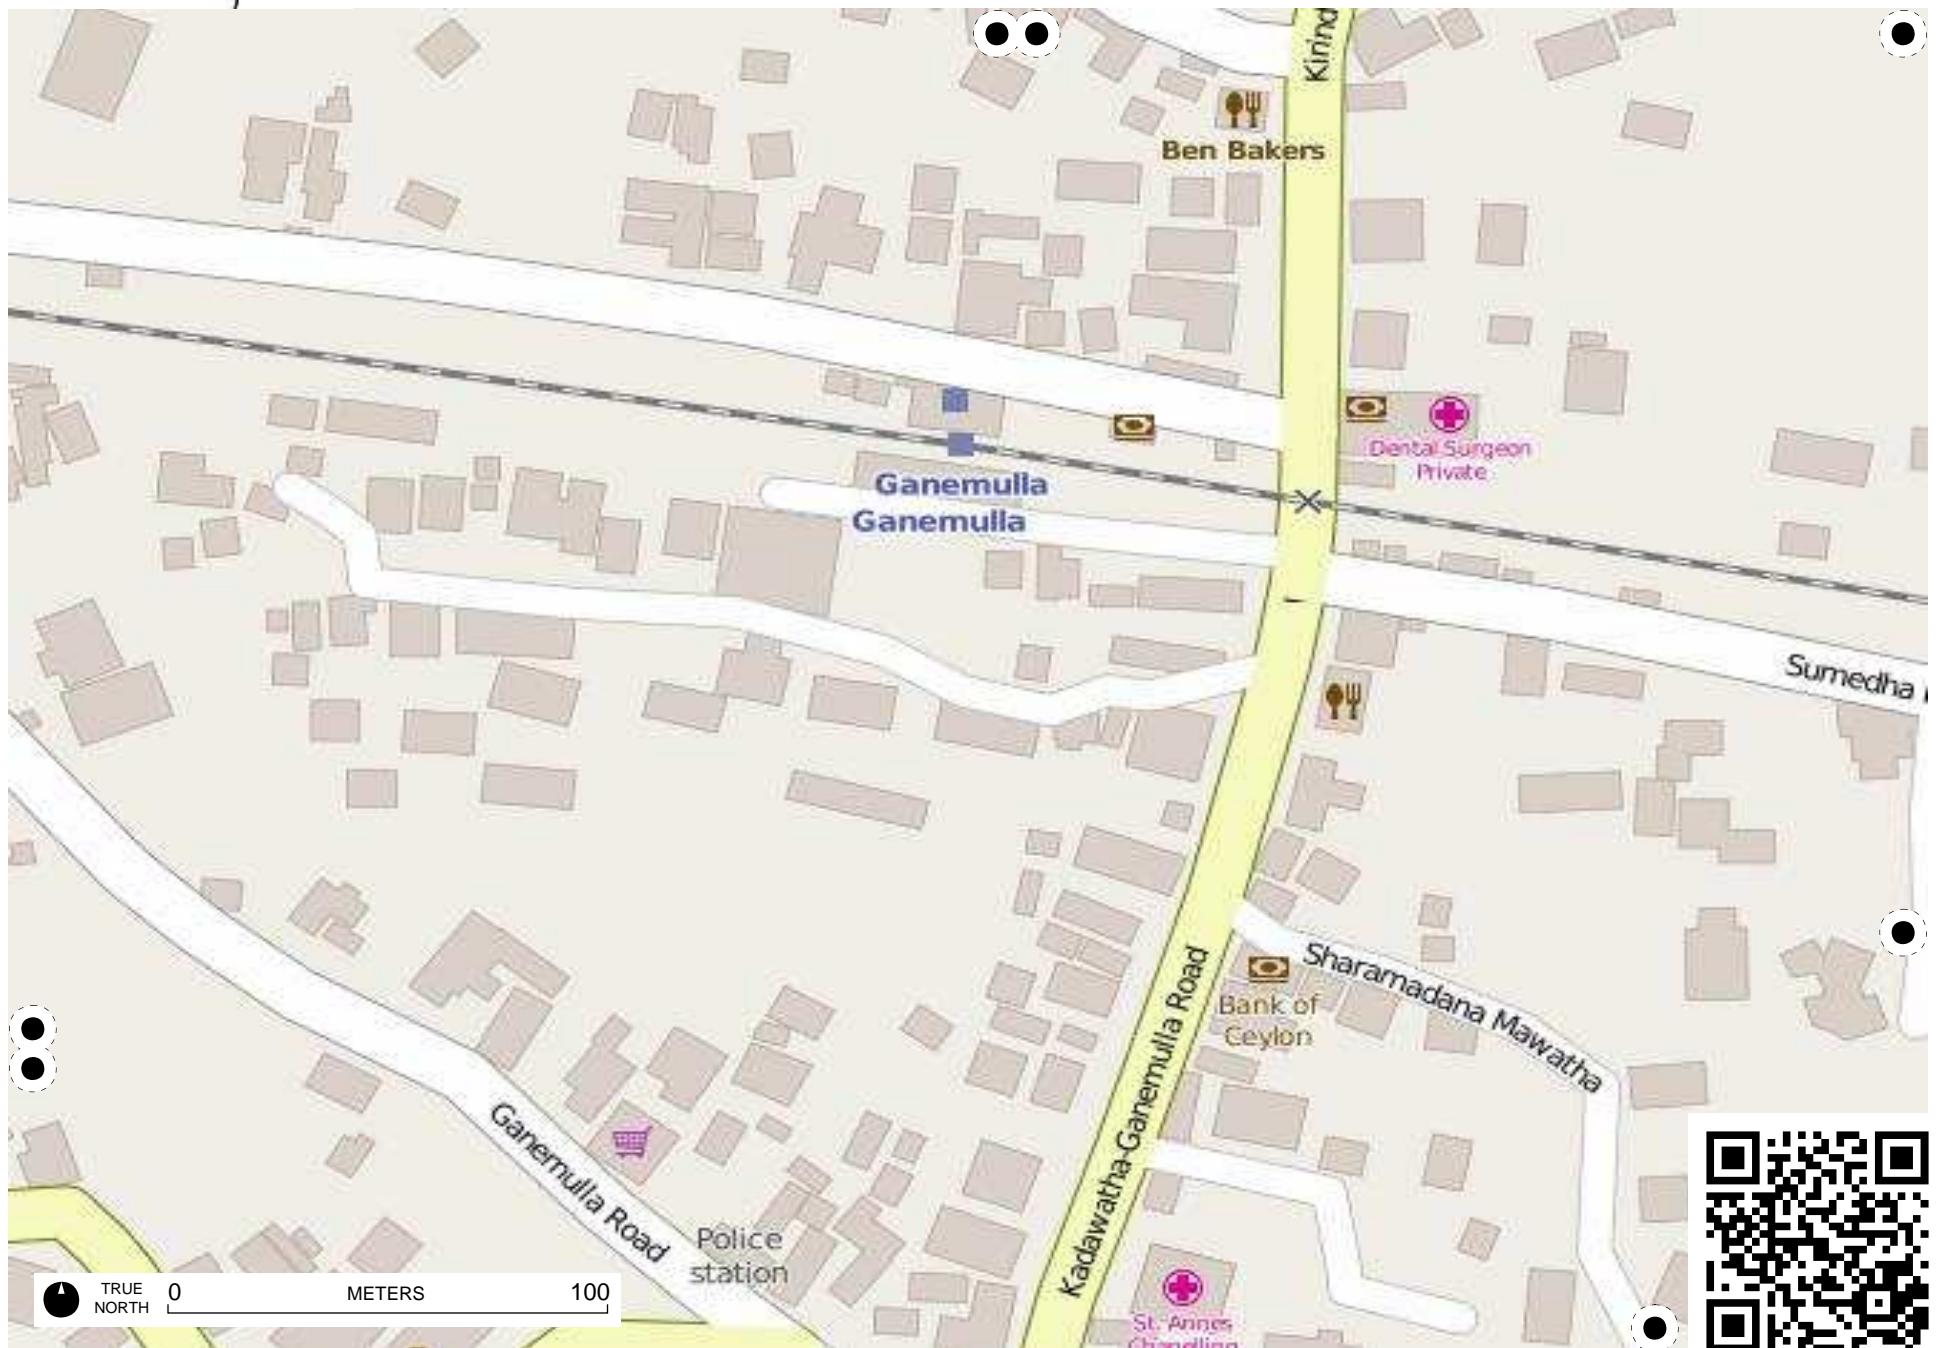 Kirind
Ben Bakers
Dental Surgeon
Private
Ganemulla
Ganemulla
Sumedha
Sharamadana Mawatha
Bank of
Ceylon
Kadawatha-Ganemulla Road
Ganemulla Road
Police
station
St. Annes
Chanelling
TRUE
NORTH
0 METERS 100